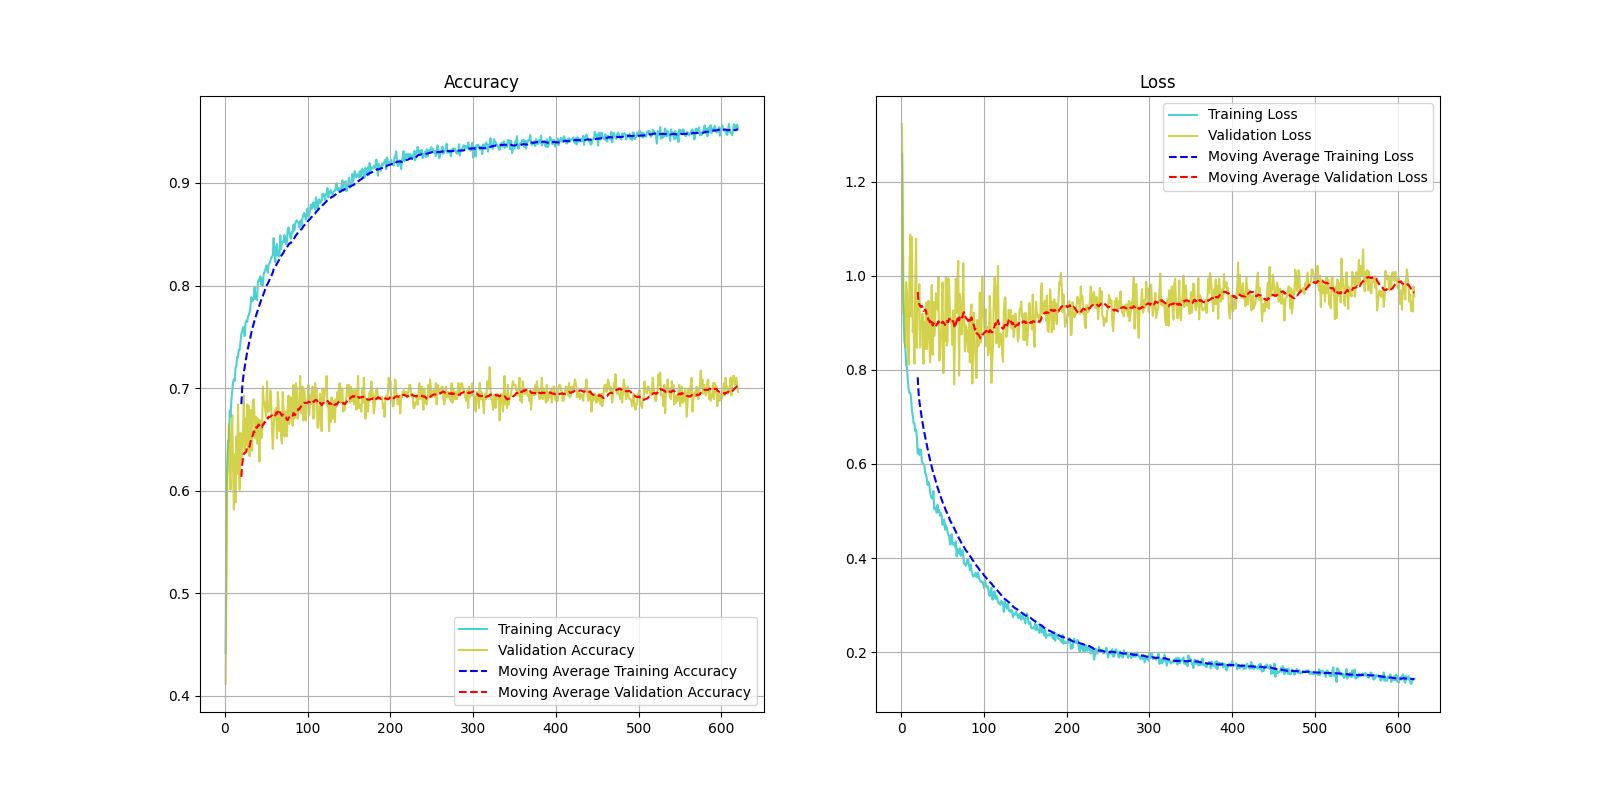 Accuracy
0.9
0.8
0.7
0.6
0.5
0.4
0 100 200 300 400 500 600
Training Accuracy
Validation Accuracy
Moving Average Training Accuracy
Moving Average Validation Accuracy
Loss
1.2
1.0
0.8
0.6
0.4
0.2
0 100 200 300 400 500 600
Training Loss
Validation Loss
Moving Average Training Loss
Moving Average Validation Loss